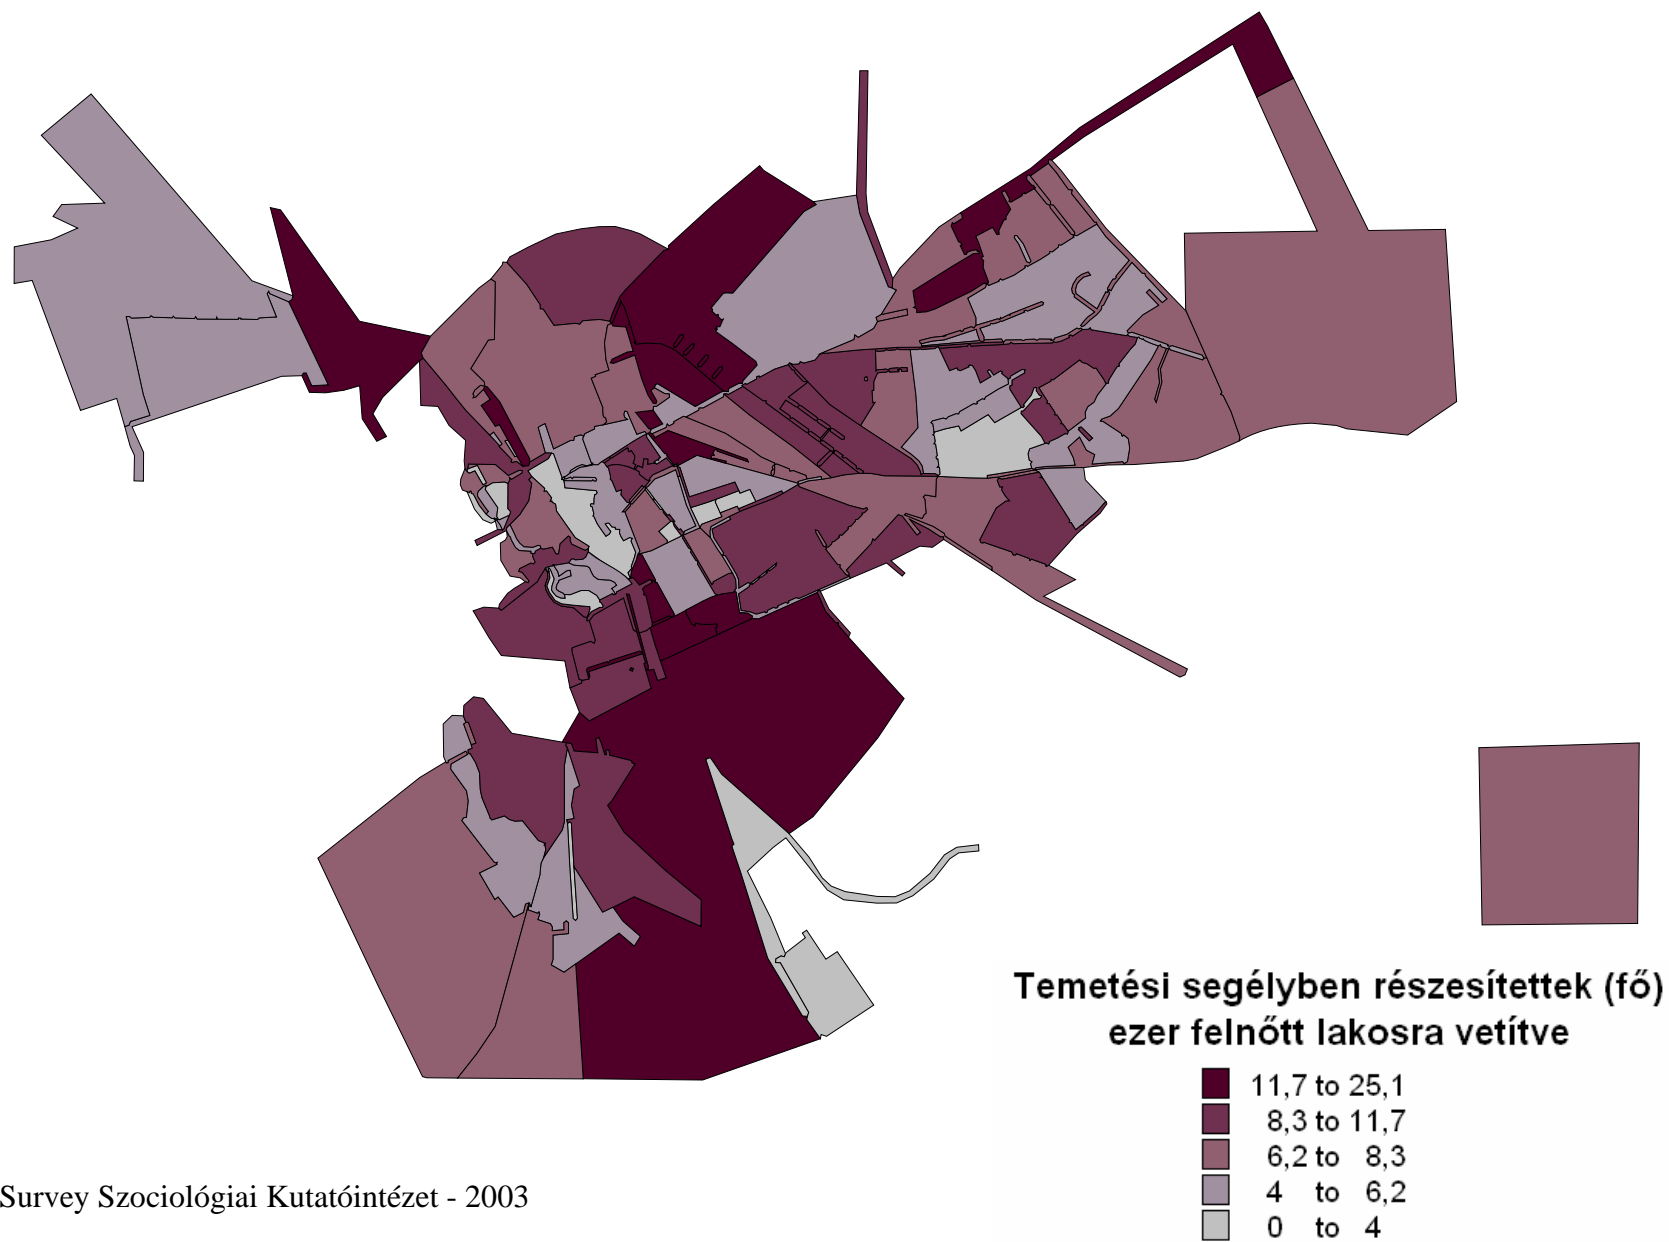 Temetési segélyben részesítettek (fő)
ezer felnőtt lakosra vetítve
11,7 to 25,1
8,3 to 11,7
6,2 to 8,3
4 to 6,2
0 to 4
Survey Szociológiai Kutatóintézet - 2003